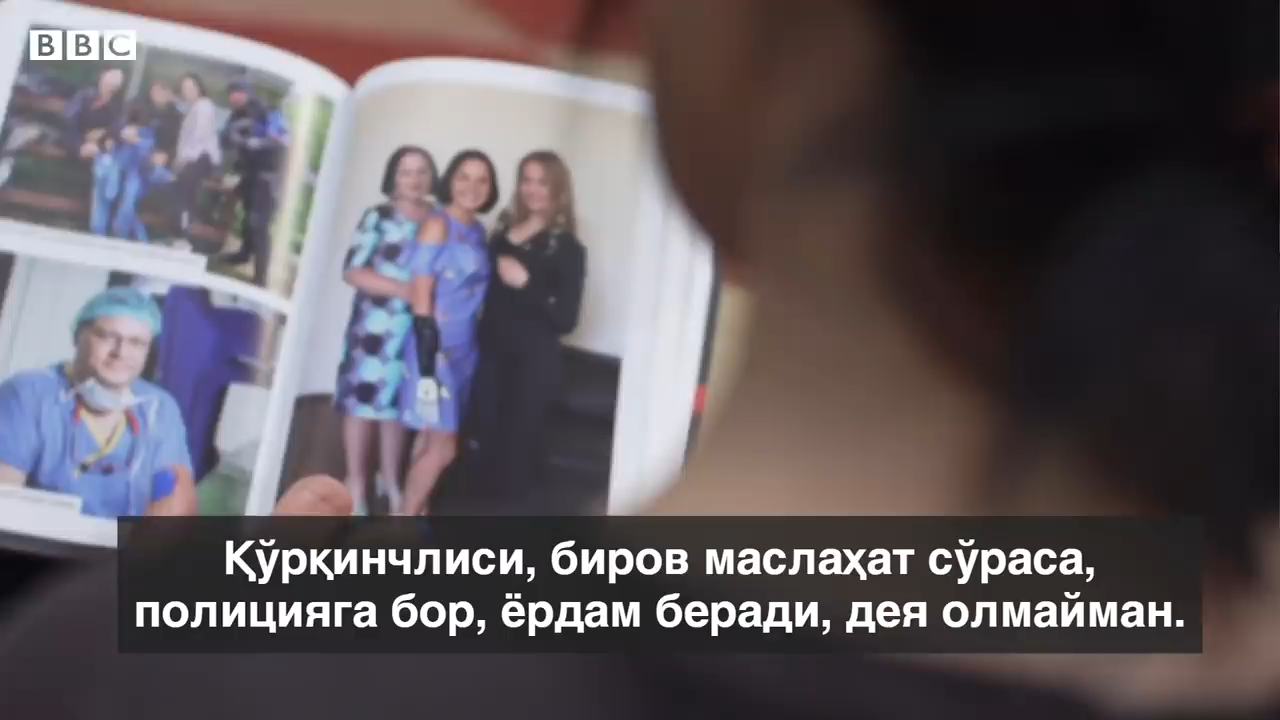 BBC
Қўрқинчлиси, биров маслаҳат сўраса,
полицияга бор, ёрдам беради, дея олмайман.